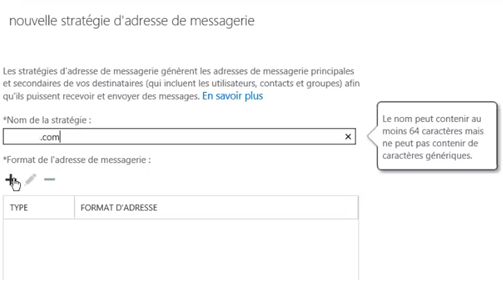 nouvelle stratégie d'adresse de messagerie
Les stratégies d'adresse de messagerie génèrent les adresses de messagerie principales
et secondaires de vos destinataires (qui incluent les utilisateurs, contacts et groupes) afin
qu'ils puissent recevoir et envoyer des messages. En savoir plus
*Nom de la stratégie :
.com
Le nom peut contenir au
moins 64 caractères mais
ne peut pas contenir de
caractères génériques.
*Format de l'adresse de messagerie :
TYPE FORMAT D'ADRESSE